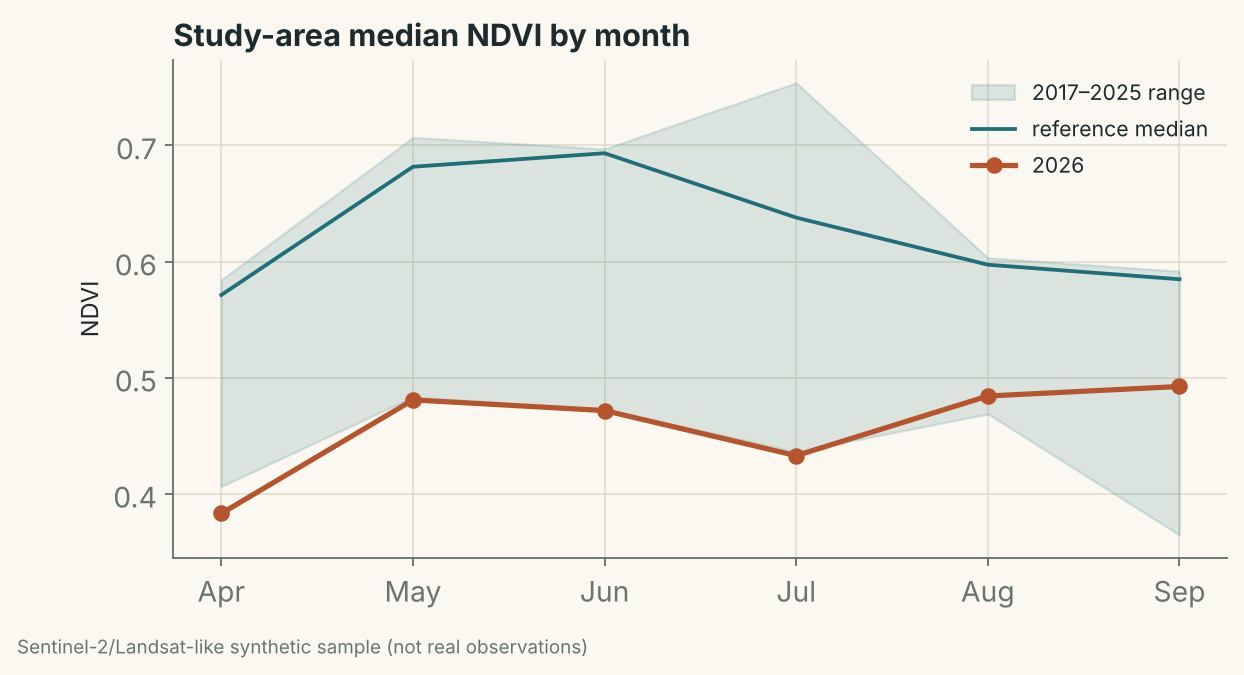 Study-area median NDVI by month
2017–2025 range
reference median
2026
NDVI
0.7
0.6
0.5
0.4
Apr May Jun Jul Aug Sep
Sentinel-2/Landsat-like synthetic sample (not real observations)